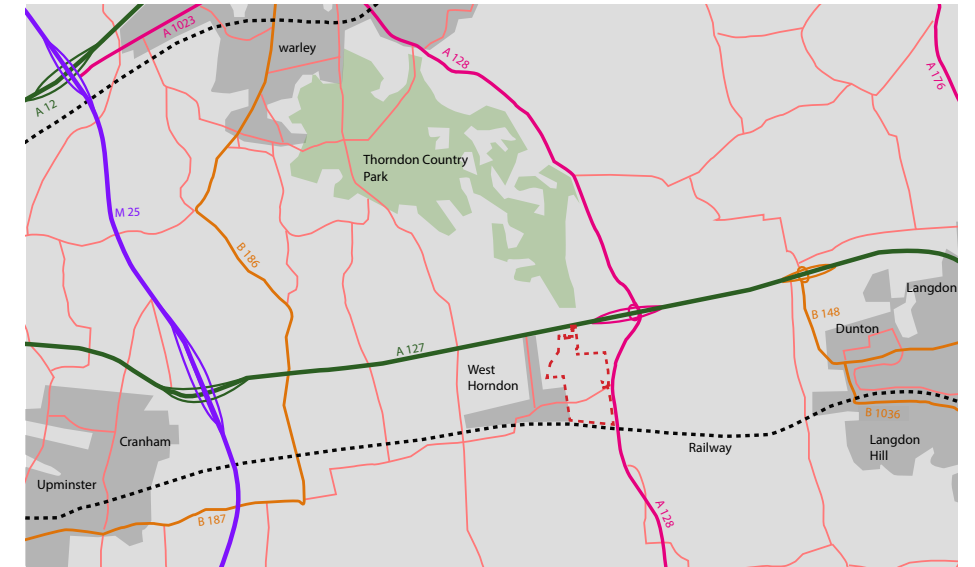 A 1023
warley
A 128
A 176
A 12
Thorndon Country
Park
M 25
B 186
Langdon
B 148
Dunton
A 127
West
Horndon
B 1036
Cranham
Railway
Langdon
Hill
Upminster
B 187
A 128